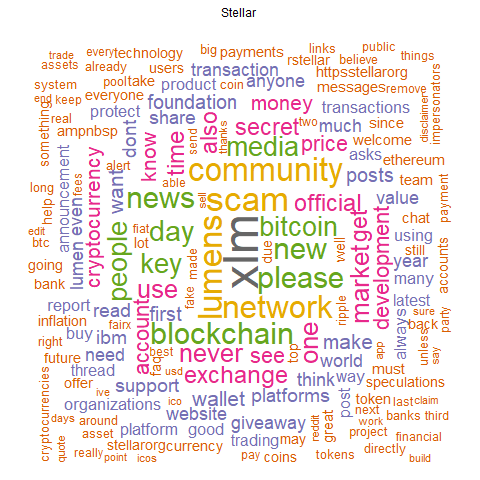 Stellar
trade every technology big payments links public
assets already users rstellar believe things
system pool take product coin httpsstellarorg
end keep everyone transaction anyone messages remove
real protect foundation money transactions disclaimer impersonators
something ampnbsp share secret two much since
dont also thanks media price welcome
announcement know time send community asks ethereum
alert want able scam posts team
long cryptocurrency news sell official value payment
help fees people fiat day lumens xlm bitcoin chat
edit lumen even lot made due new well market get development using still
btc key fake please year accounts
going use network ripple many
bank account
report read first blockchain one latest sure
inflation fairx never see make always back party
right buy ibm best top app unless
future need faq usd exchange world must say
thread think way speculations
cryptocurrencies offer ive support wallet platforms post token last claim
organizations ico website giveaway reddit great next banks third
days around platform good trading may work project financial
quote asset stellarorg currency directly
really point icos pay coins tokens build